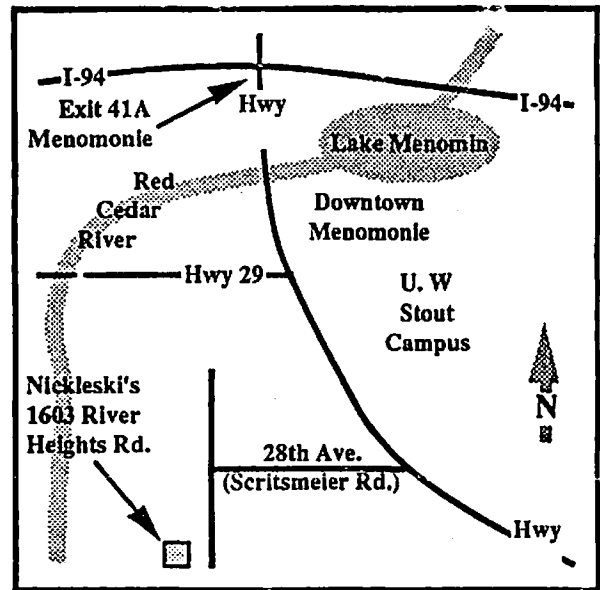 I-94
Exit 41A
Menomonie
Hwy
I-94
Lake Menomin
Red
Cedar
River
Downtown
Menomonie
Hwy 29
U. W
Stout
Campus
Nickleski's
1603 River
Heights Rd.
N
28th Ave.
(Scritsmeier Rd.)
Hwy